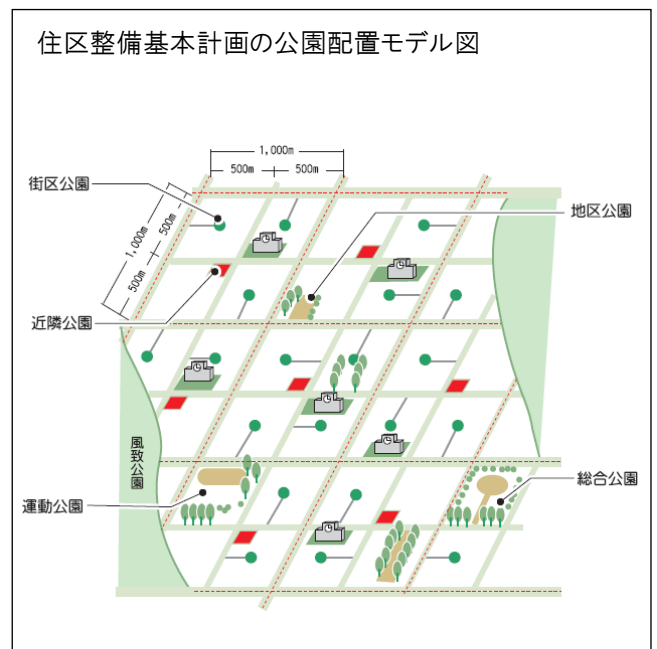 住区整備基本計画の公園配置モデル図
1,000m
500m
500m
街区公園
地区公園
1,000m
500m
500m
近隣公園
風致公園
運動公園
総合公園